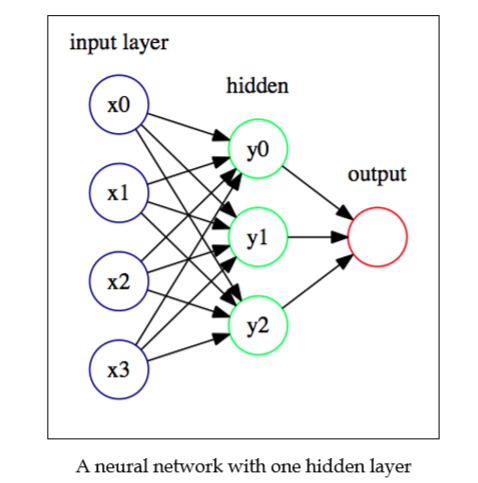 input layer
x0
hidden
y0
output
x1
y1
x2
y2
x3
A neural network with one hidden layer